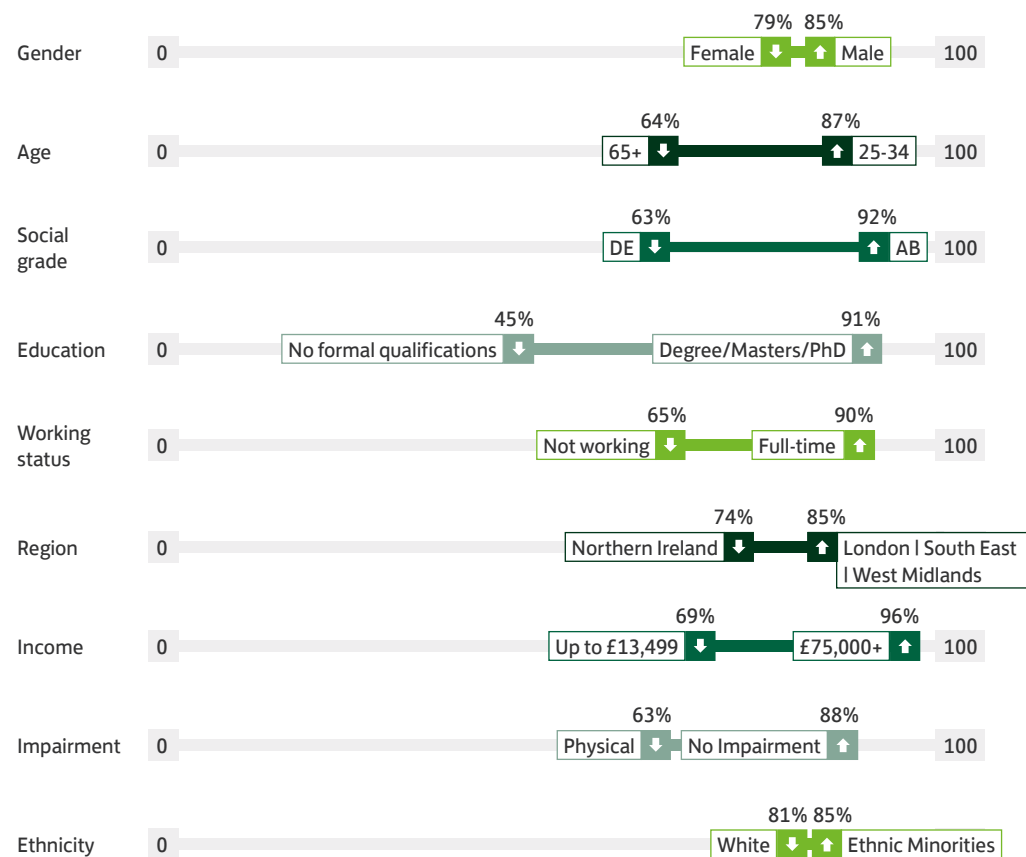 79% 85%
Gender 0 Female Male 100
64% 87%
Age 0 65+ 25-34 100
63% 92%
Social
grade
0 DE AB 100
45% 91%
Education 0 No formal qualifications Degree/Masters/PhD 100
65% 90%
Working
status
0 Not working Full-time 100
74% 85%
Region 0 Northern Ireland London | South East
| West Midlands
69% 96%
Income 0 Up to £13,499 £75,000+ 100
63% 88%
Impairment 0 Physical No Impairment 100
81% 85%
Ethnicity 0 White Ethnic Minorities